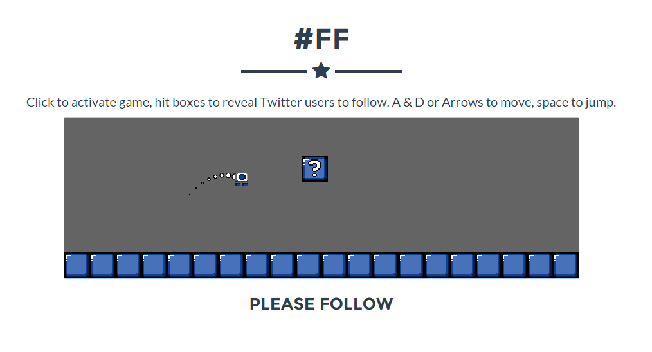 #FF
Click to activate game, hit boxes to reveal Twitter users to follow. A & D or Arrows to move, space to jump.
?
PLEASE FOLLOW